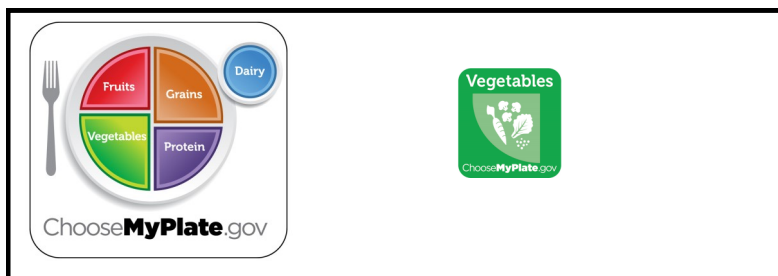 Dairy
Fruits
Grains
Vegetables
Protein
ChooseMyPlate.gov
Vegetables
ChooseMyPlate.gov